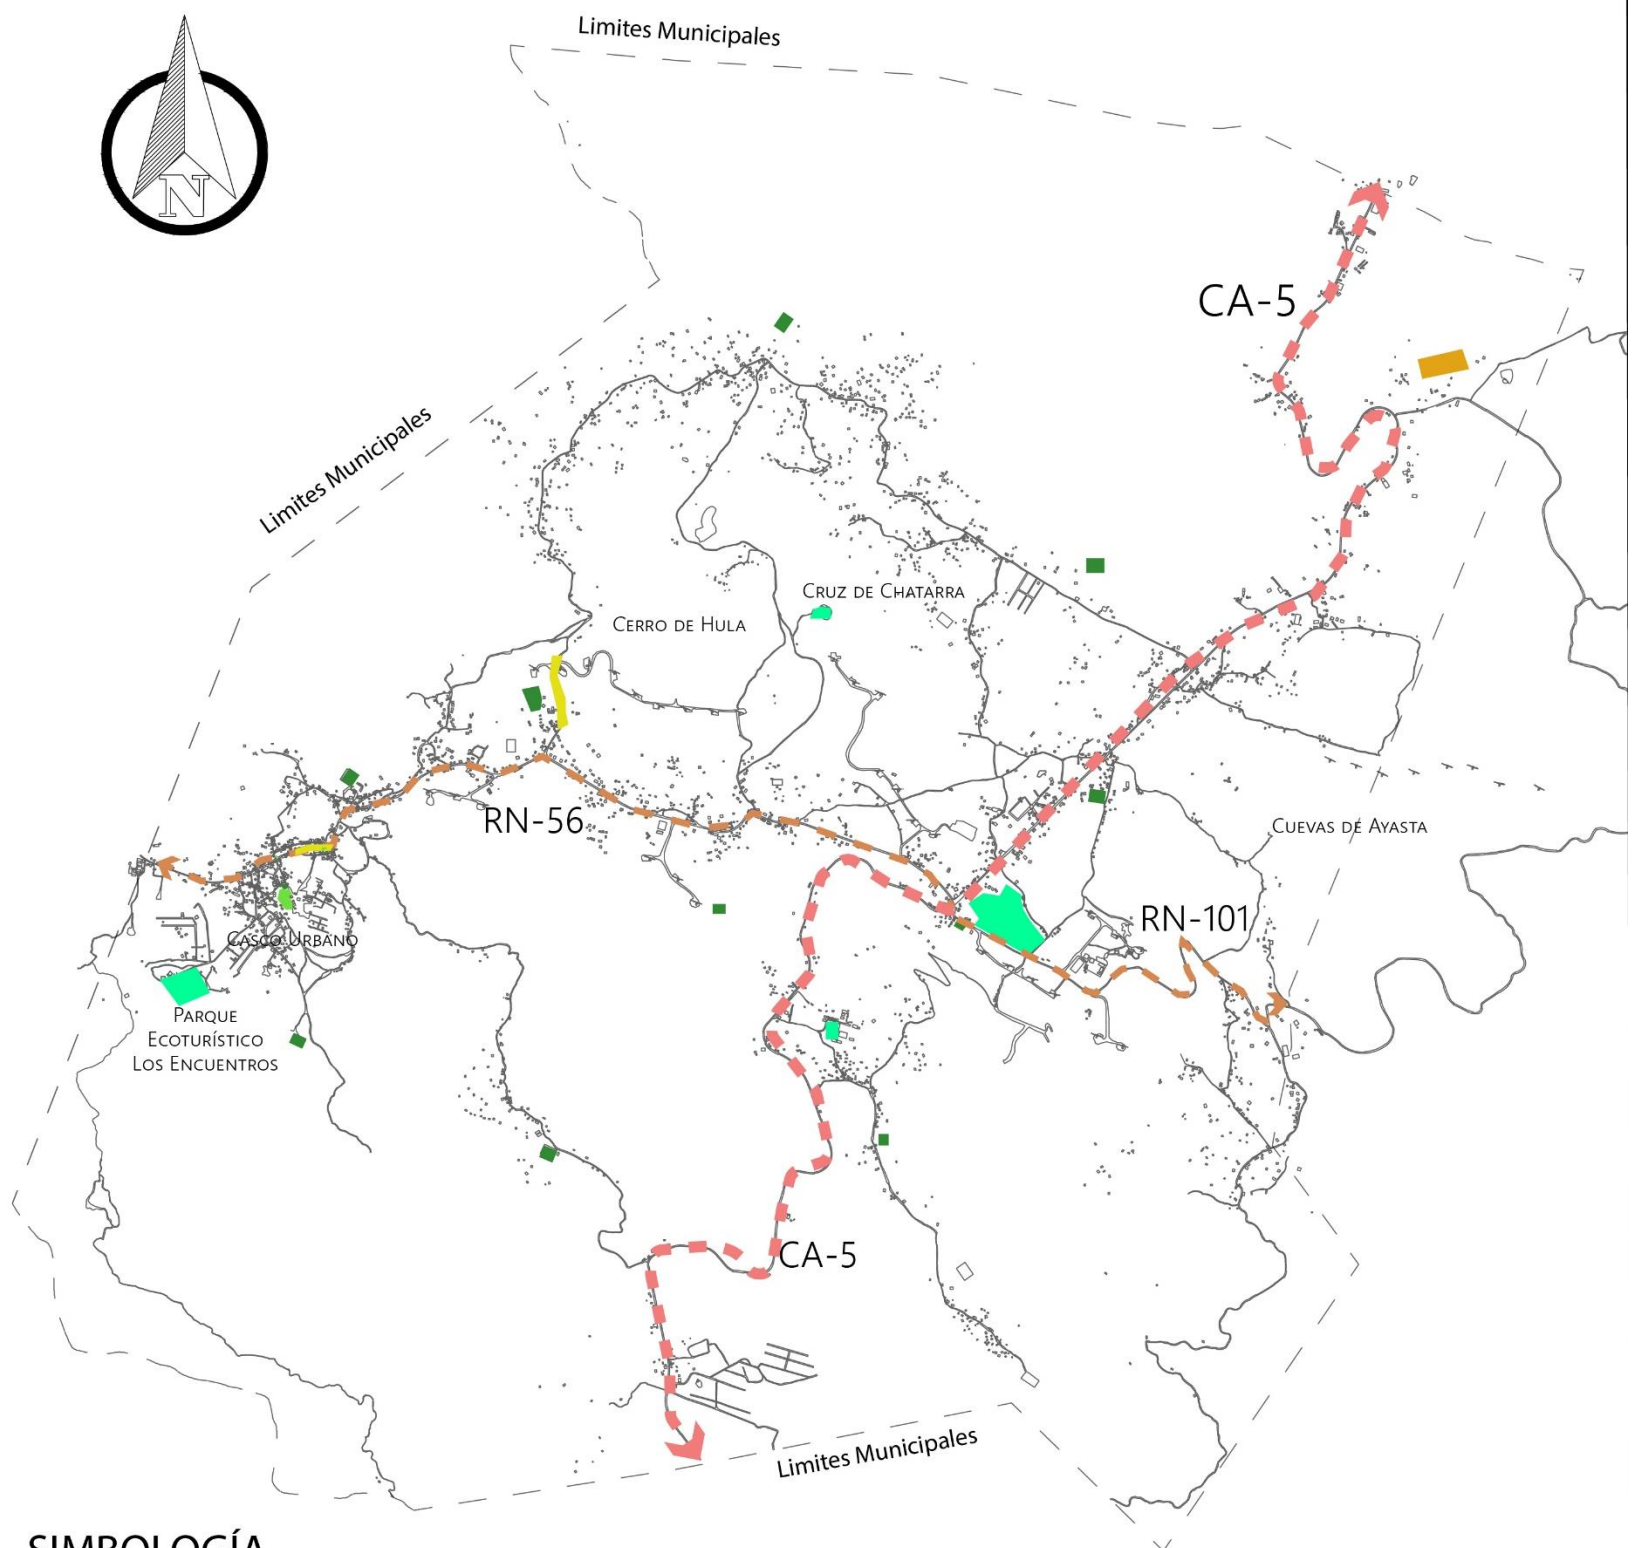 Limites Municipales
N
CA-5
Limites Municipales
CRUZ DE CHATARRA
CERRO DE HULA
RN-56
CUEVAS DE AYASTA
RN-101
CASCO URBANO
PARQUE
ECOTURÍSTICO
LOS ENCUENTROS
CA-5
Limites Municipales
SIMBOLOGÍA